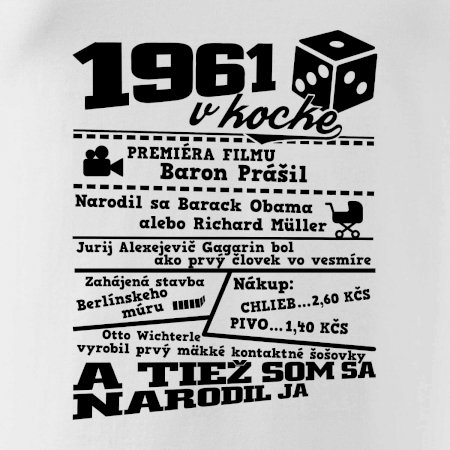 1961
v kocke
PREMIÉRA FILMU
Baron Prášil
Narodil sa Barack Obama
alebo Richard Müller
Jurij Alexejevič Gagarin bol
ako prvý človek vo vesmíre
Zahájená stavba
Berlínskeho
múru
Nákup:
CHLIEB...2,60 KČS
PIVO...1,40 KČS
Otto Wichterle
vyrobil prvý mäkké kontaktné šošovky
A TIEŽ SOM SA
NARODIL JA